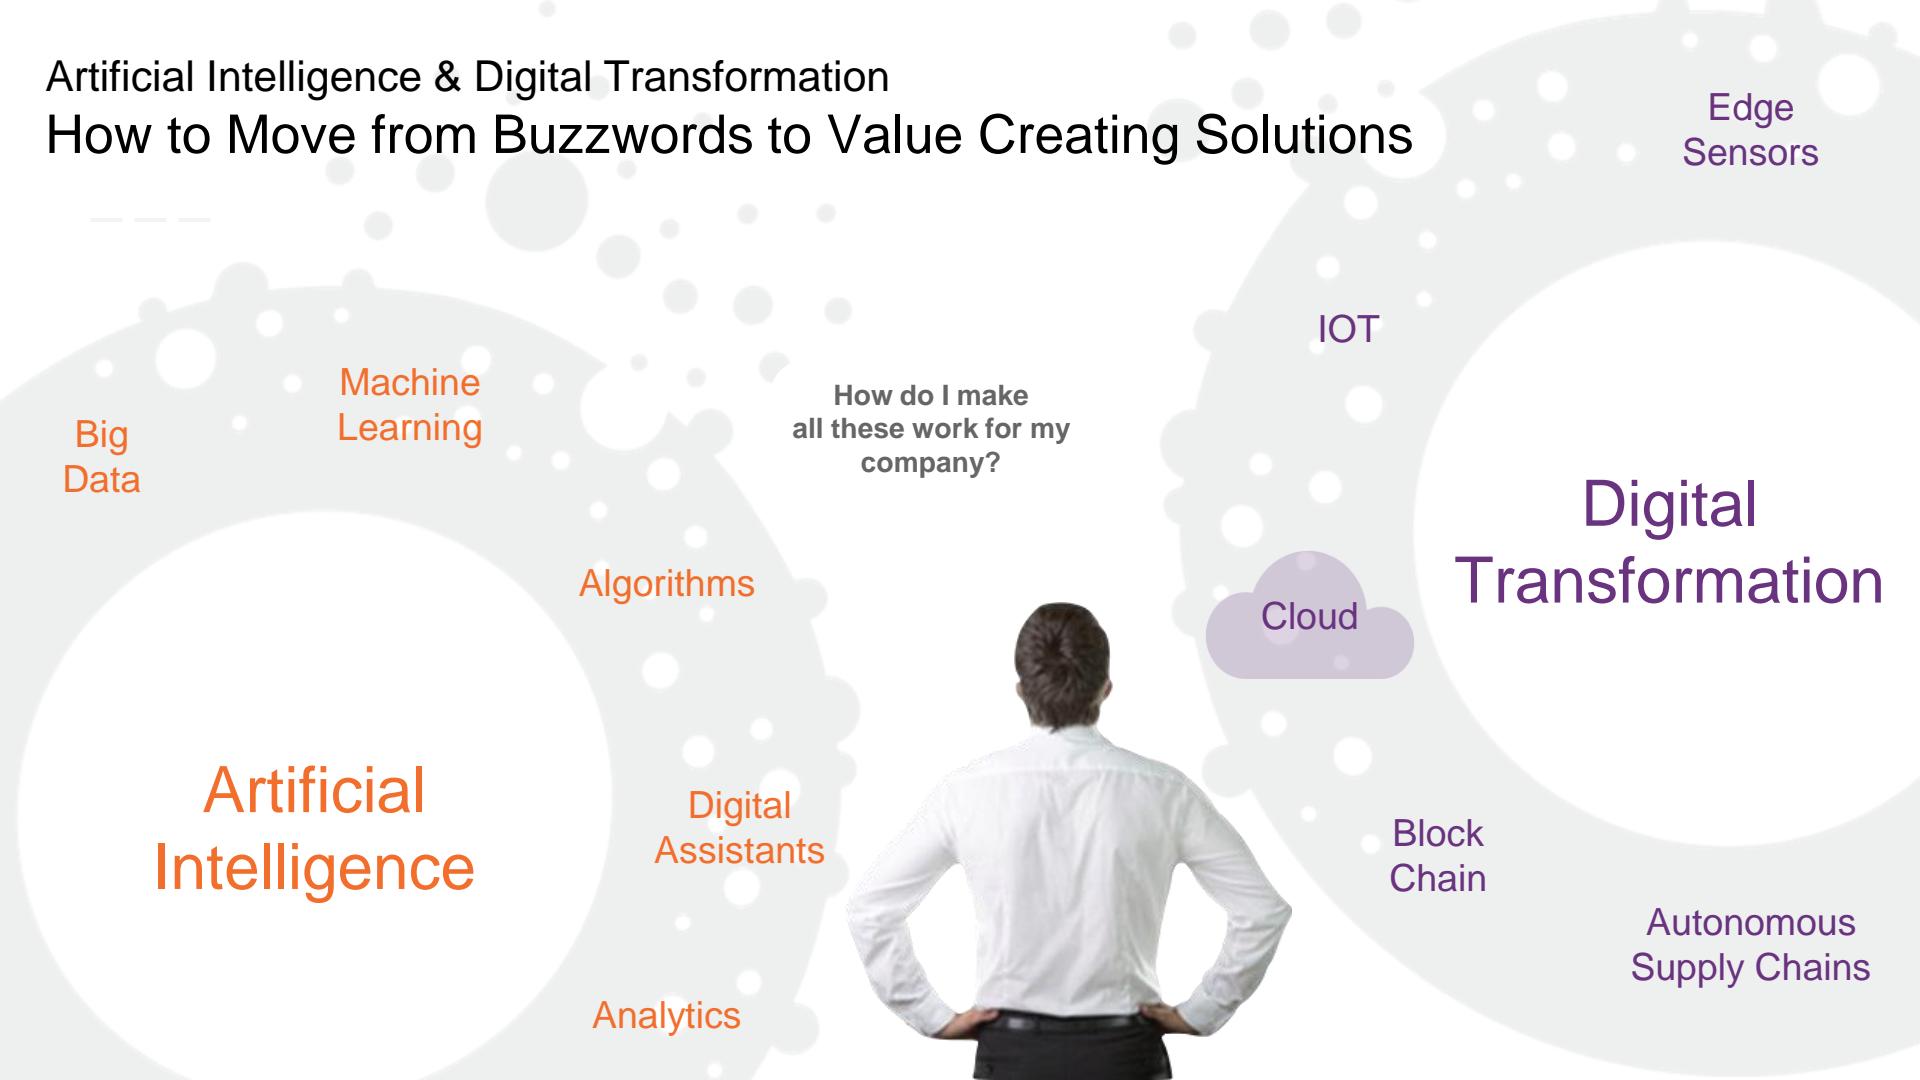 Artificial Intelligence & Digital Transformation
How to Move from Buzzwords to Value Creating Solutions
Edge
Sensors
IOT
Machine
Learning
Big
Data
How do I make
all these work for my
company?
Algorithms
Digital
Transformation
Cloud
Artificial
Intelligence
Digital
Assistants
Block
Chain
Autonomous
Supply Chains
Analytics